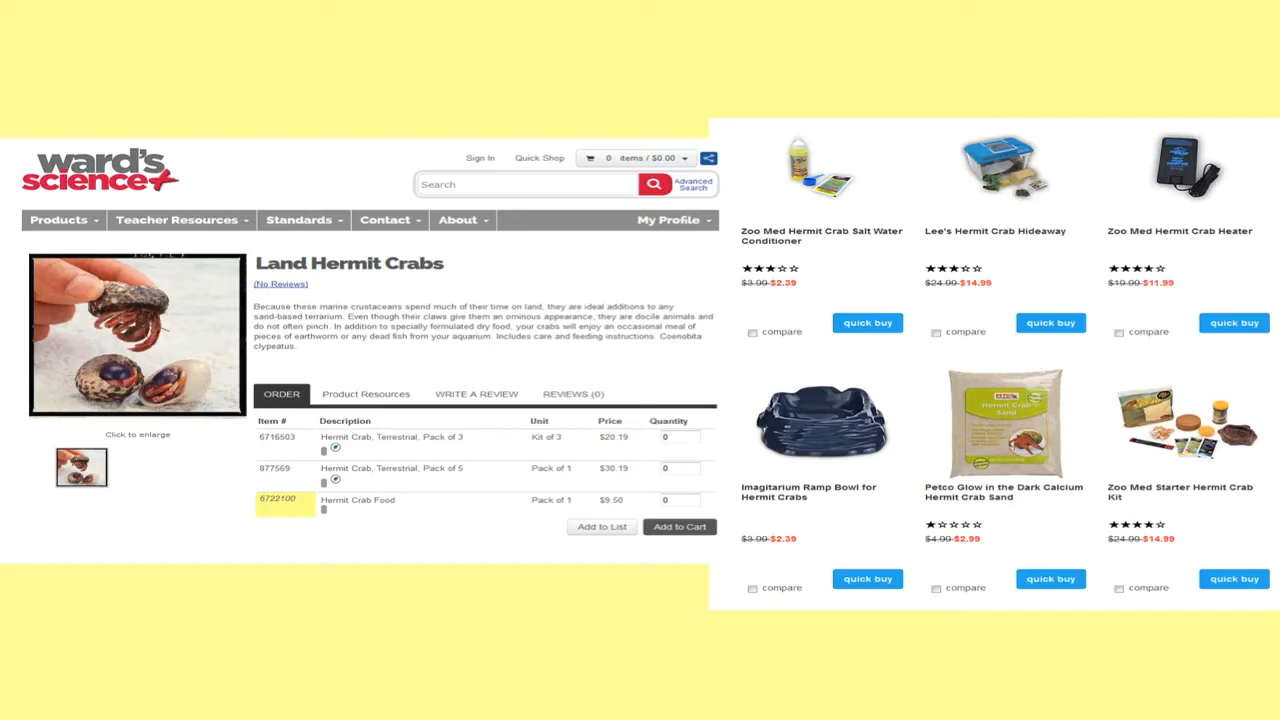 ward's
science+
Sign In Quick Shop 0 items / $0.00
Search Advanced Search
Products Teacher Resources Standards Contact About My Profile
Land Hermit Crabs
(No Reviews)
Because these marine crustaceans spend much of their time on land, they are ideal additions to any
sand-based terrarium. Even though their claws give them an ominous appearance, they are docile animals and
do not often pinch. In addition to specially formulated dry food, your crabs will enjoy an occasional meal of
pieces of earthworm or any dead fish from your aquarium. Includes care and feeding instructions. Coenobita
clypeatus.
Click to enlarge
ORDER Product Resources WRITE A REVIEW REVIEWS (0)
Item # Description Unit Price Quantity
6716503 Hermit Crab, Terrestrial, Pack of 3 Kit of 3 $20.19 0
877569 Hermit Crab, Terrestrial, Pack of 5 Pack of 1 $30.19 0
6722100 Hermit Crab Food Pack of 1 $9.50 0
Add to List Add to Cart
Zoo Med Hermit Crab Salt Water
Conditioner
$3.99 $2.39
compare quick buy
Lee's Hermit Crab Hideaway
$24.99 $14.99
compare quick buy
Zoo Med Hermit Crab Heater
$19.99 $11.99
compare quick buy
Imagitarium Ramp Bowl for
Hermit Crabs
$3.99 $2.39
compare quick buy
PETCO
Hermit Crab
Sand
Petco Glow in the Dark Calcium
Hermit Crab Sand
$4.99 $2.99
compare quick buy
Zoo Med Starter Hermit Crab
Kit
$24.99 $14.99
compare quick buy